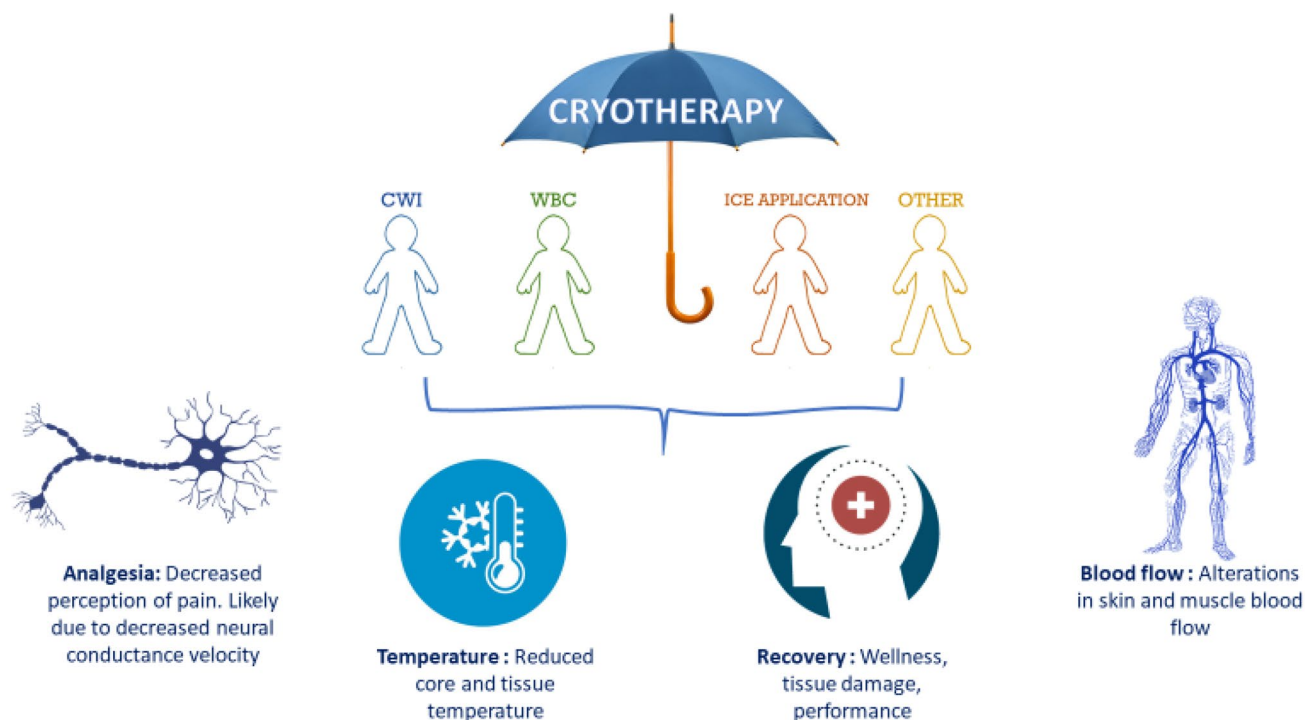 CRYOTHERAPY
CWI
WBC
ICE APPLICATION
OTHER
Analgesia: Decreased
perception of pain. Likely
due to decreased neural
conductance velocity
Temperature : Reduced
core and tissue
temperature
Recovery : Wellness,
tissue damage,
performance
Blood flow : Alterations
in skin and muscle blood
flow